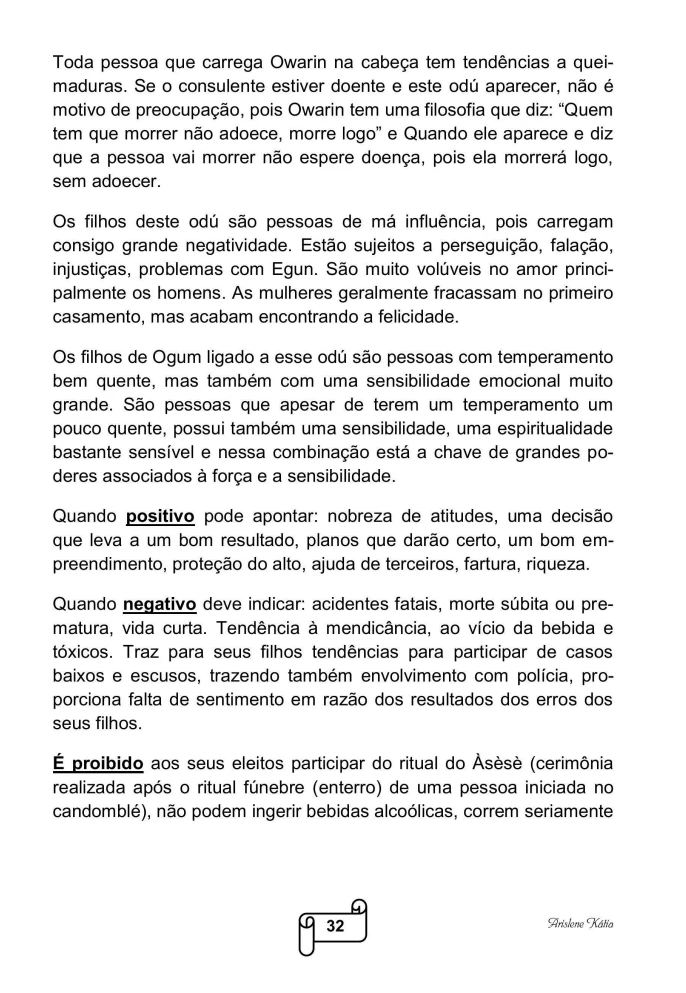 Toda pessoa que carrega Owarin na cabeça tem tendências a quei-
maduras. Se o consulente estiver doente e este odú aparecer, não é
motivo de preocupação, pois Owarin tem uma filosofia que diz: “Quem
tem que morrer não adoece, morre logo” e Quando ele aparece e diz
que a pessoa vai morrer não espere doença, pois ela morrerá logo,
sem adoecer.
Os filhos deste odú são pessoas de má influência, pois carregam
consigo grande negatividade. Estão sujeitos a perseguição, falação,
injustiças, problemas com Egun. São muito volúveis no amor princi-
palmente os homens. As mulheres geralmente fracassam no primeiro
casamento, mas acabam encontrando a felicidade.
Os filhos de Ogum ligado a esse odú são pessoas com temperamento
bem quente, mas também com uma sensibilidade emocional muito
grande. São pessoas que apesar de terem um temperamento um
pouco quente, possui também uma sensibilidade, uma espiritualidade
bastante sensível e nessa combinação está a chave de grandes po-
deres associados à força e a sensibilidade.
Quando positivo pode apontar: nobreza de atitudes, uma decisão
que leva a um bom resultado, planos que darão certo, um bom em-
preendimento, proteção do alto, ajuda de terceiros, fartura, riqueza.
Quando negativo deve indicar: acidentes fatais, morte súbita ou pre-
matura, vida curta. Tendência à mendicância, ao vício da bebida e
tóxicos. Traz para seus filhos tendências para participar de casos
baixos e escusos, trazendo também envolvimento com polícia, pro-
porciona falta de sentimento em razão dos resultados dos erros dos
seus filhos.
É proibido aos seus eleitos participar do ritual do Àsèsè (cerimônia
realizada após o ritual fúnebre (enterro) de uma pessoa iniciada no
candomblé), não podem ingerir bebidas alcoólicas, correm seriamente
32
Arislene Kátia